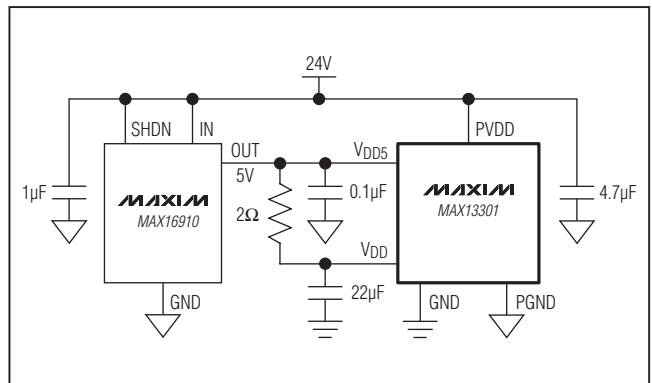 24V
SHDN
IN
PVDD
OUT
5V
VDD5
1µF
MAXIM
MAX16910
2Ω
0.1µF
MAXIM
MAX13301
4.7µF
VDD
22µF
GND
GND
PGND